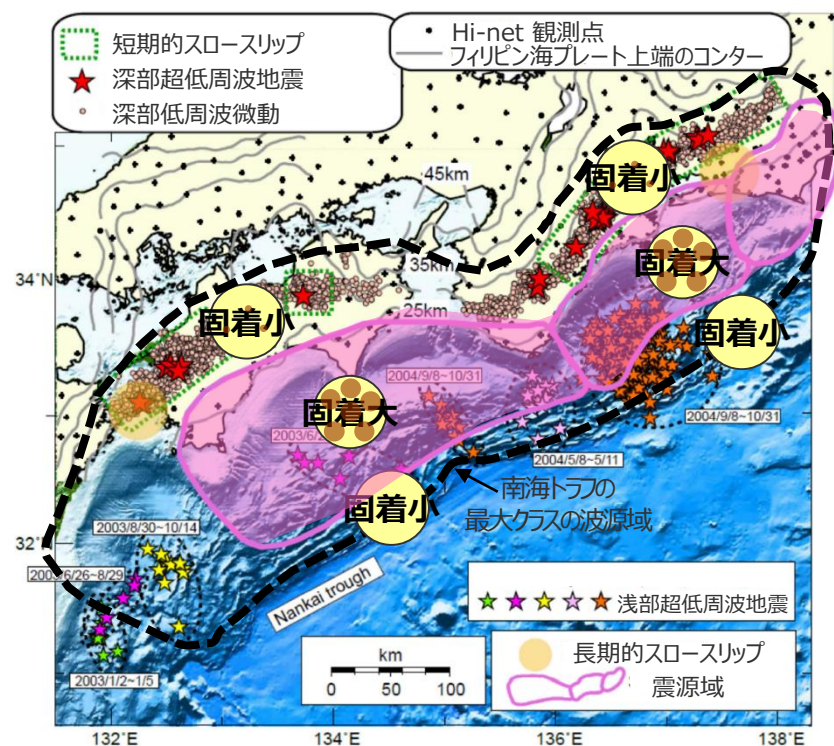 短期的スロースリップ
深部超低周波地震
深部低周波微動
Hi-net 観測点
フィリピン海プレート上端のコンター
45km
35km
25km
固着小
固着大
固着小
固着小
固着大
固着小
34°N
32°N
2004/9/8~10/31
2003/6/2
2004/9/8~10/31
2004/5/8~5/11
南海トラフの
最大クラスの波源域
2003/8/30~10/14
2003/6/26~8/29
2003/1/2~1/5
Nankai trough
浅部超低周波地震
長期的スロースリップ
震源域
km
0 50 100
132°E
134°E
136°E
138°E